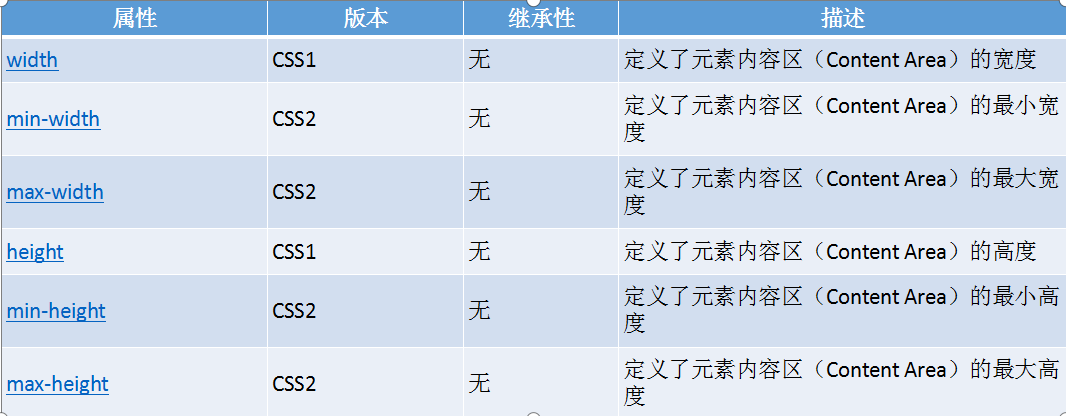 属性 版本 继承性 描述
width CSS1 无 定义了元素内容区（Content Area）的宽度
min-width CSS2 无 定义了元素内容区（Content Area）的最小宽
度
max-width CSS2 无 定义了元素内容区（Content Area）的最大宽
度
height CSS1 无 定义了元素内容区（Content Area）的高度
min-height CSS2 无 定义了元素内容区（Content Area）的最小高
度
max-height CSS2 无 定义了元素内容区（Content Area）的最大高
度